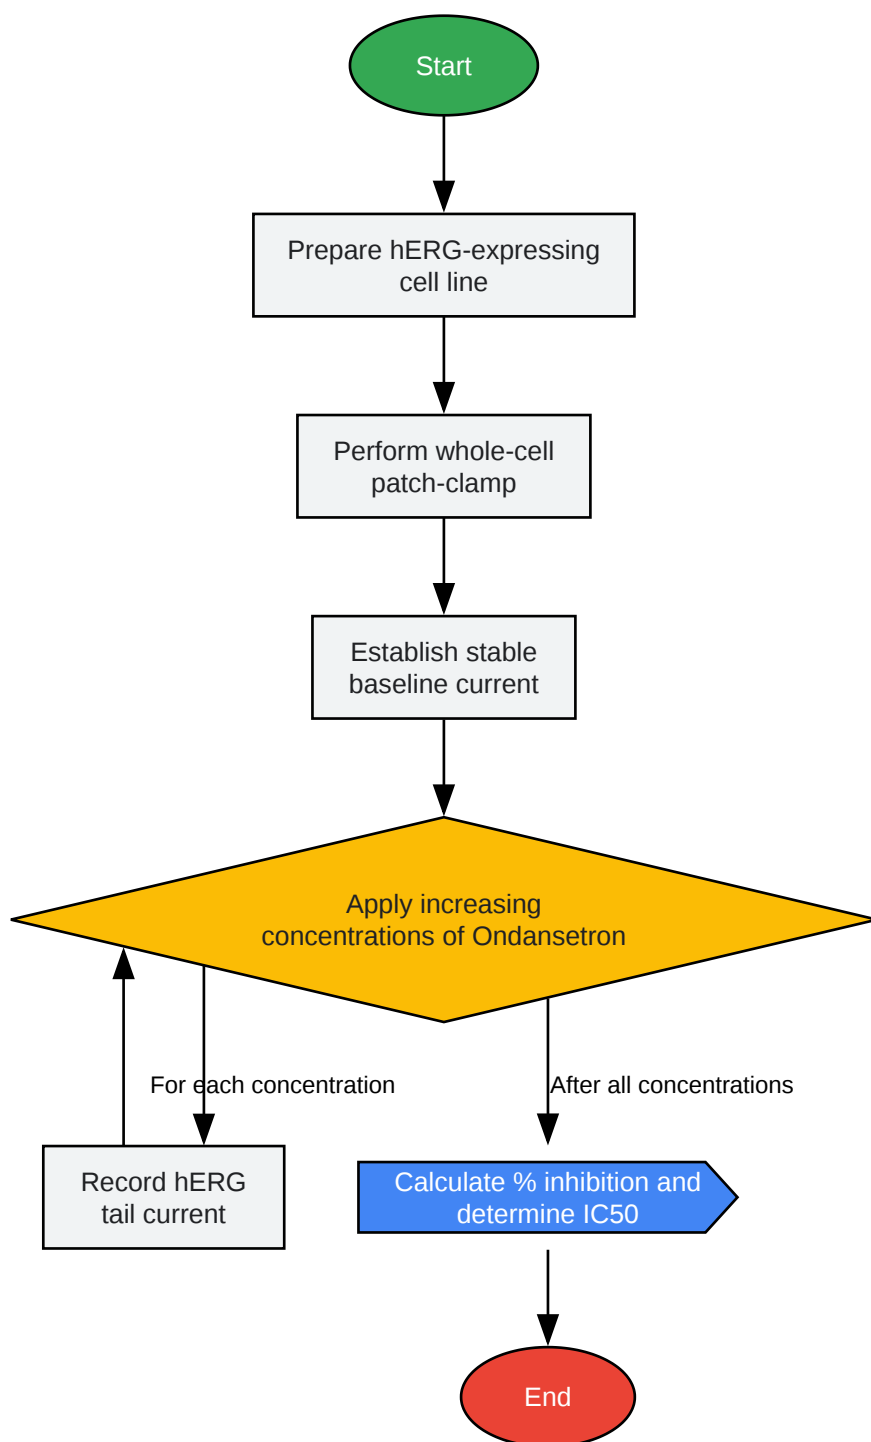 Start
Prepare hERG-expressing
cell line
Perform whole-cell
patch-clamp
Establish stable
baseline current
Apply increasing
concentrations of Ondansetron
For each concentration
After all concentrations
Record hERG
tail current
Calculate % inhibition and
determine IC50
End